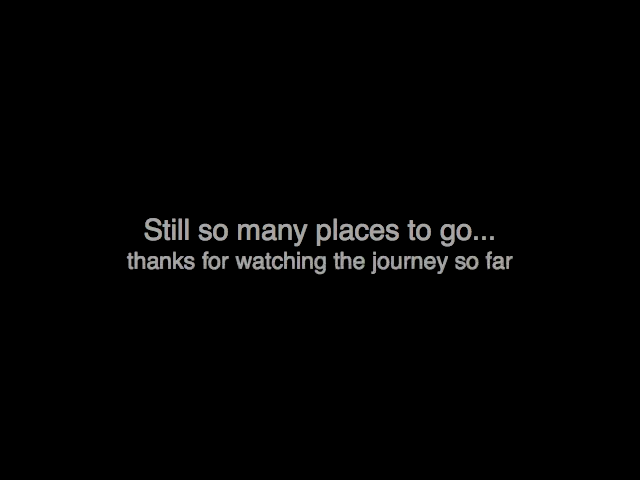 Still so many places to go...
thanks for watching the journey so far